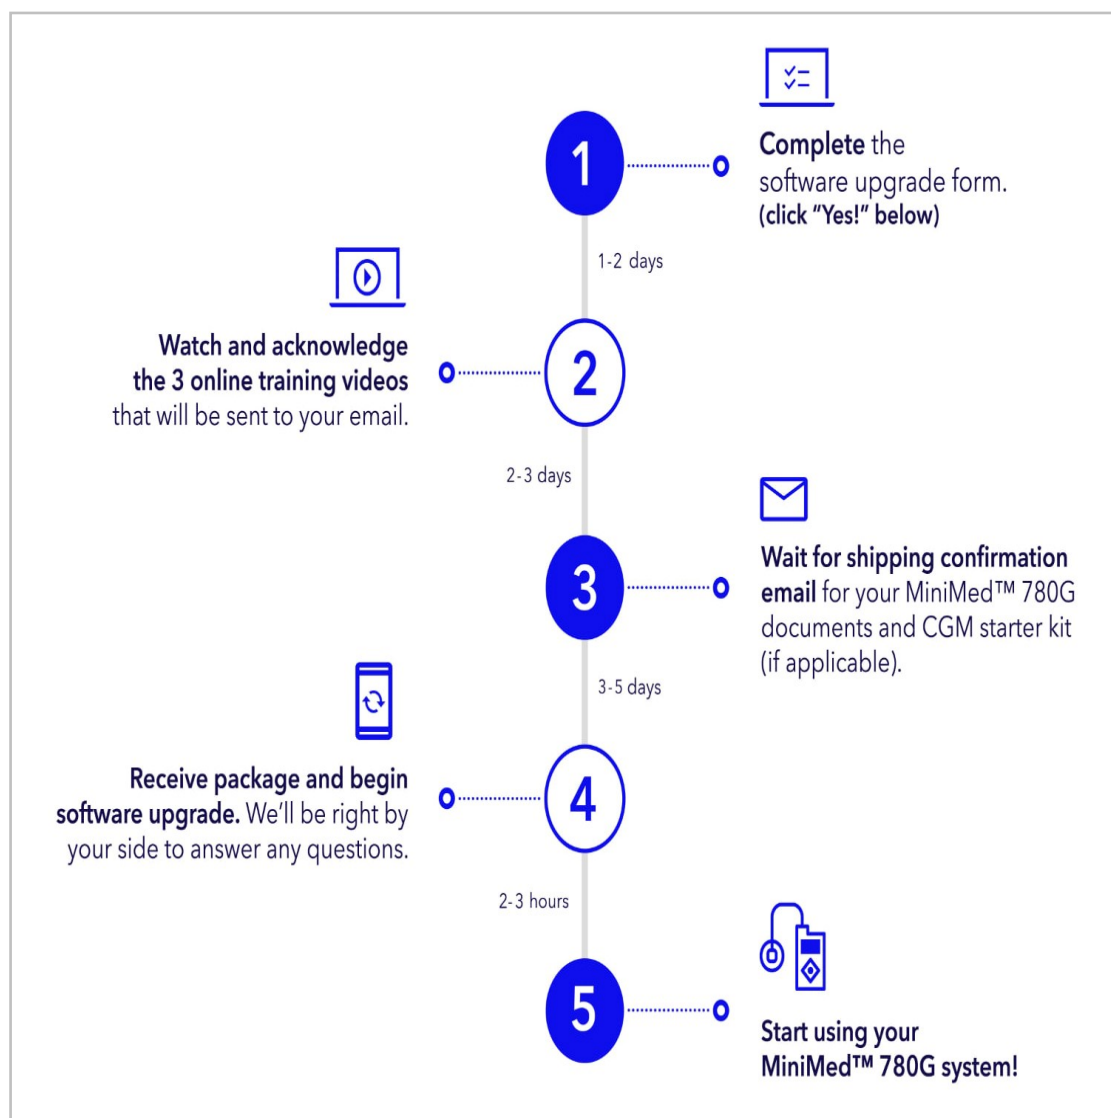 1
Complete the
software upgrade form.
(click “Yes!” below)
1-2 days
Watch and acknowledge
the 3 online training videos
that will be sent to your email.
2
2-3 days
3
Wait for shipping confirmation
email for your MiniMed™ 780G
documents and CGM starter kit
(if applicable).
3-5 days
Receive package and begin
software upgrade. We’ll be right by
your side to answer any questions.
4
2-3 hours
5
Start using your
MiniMed™ 780G system!